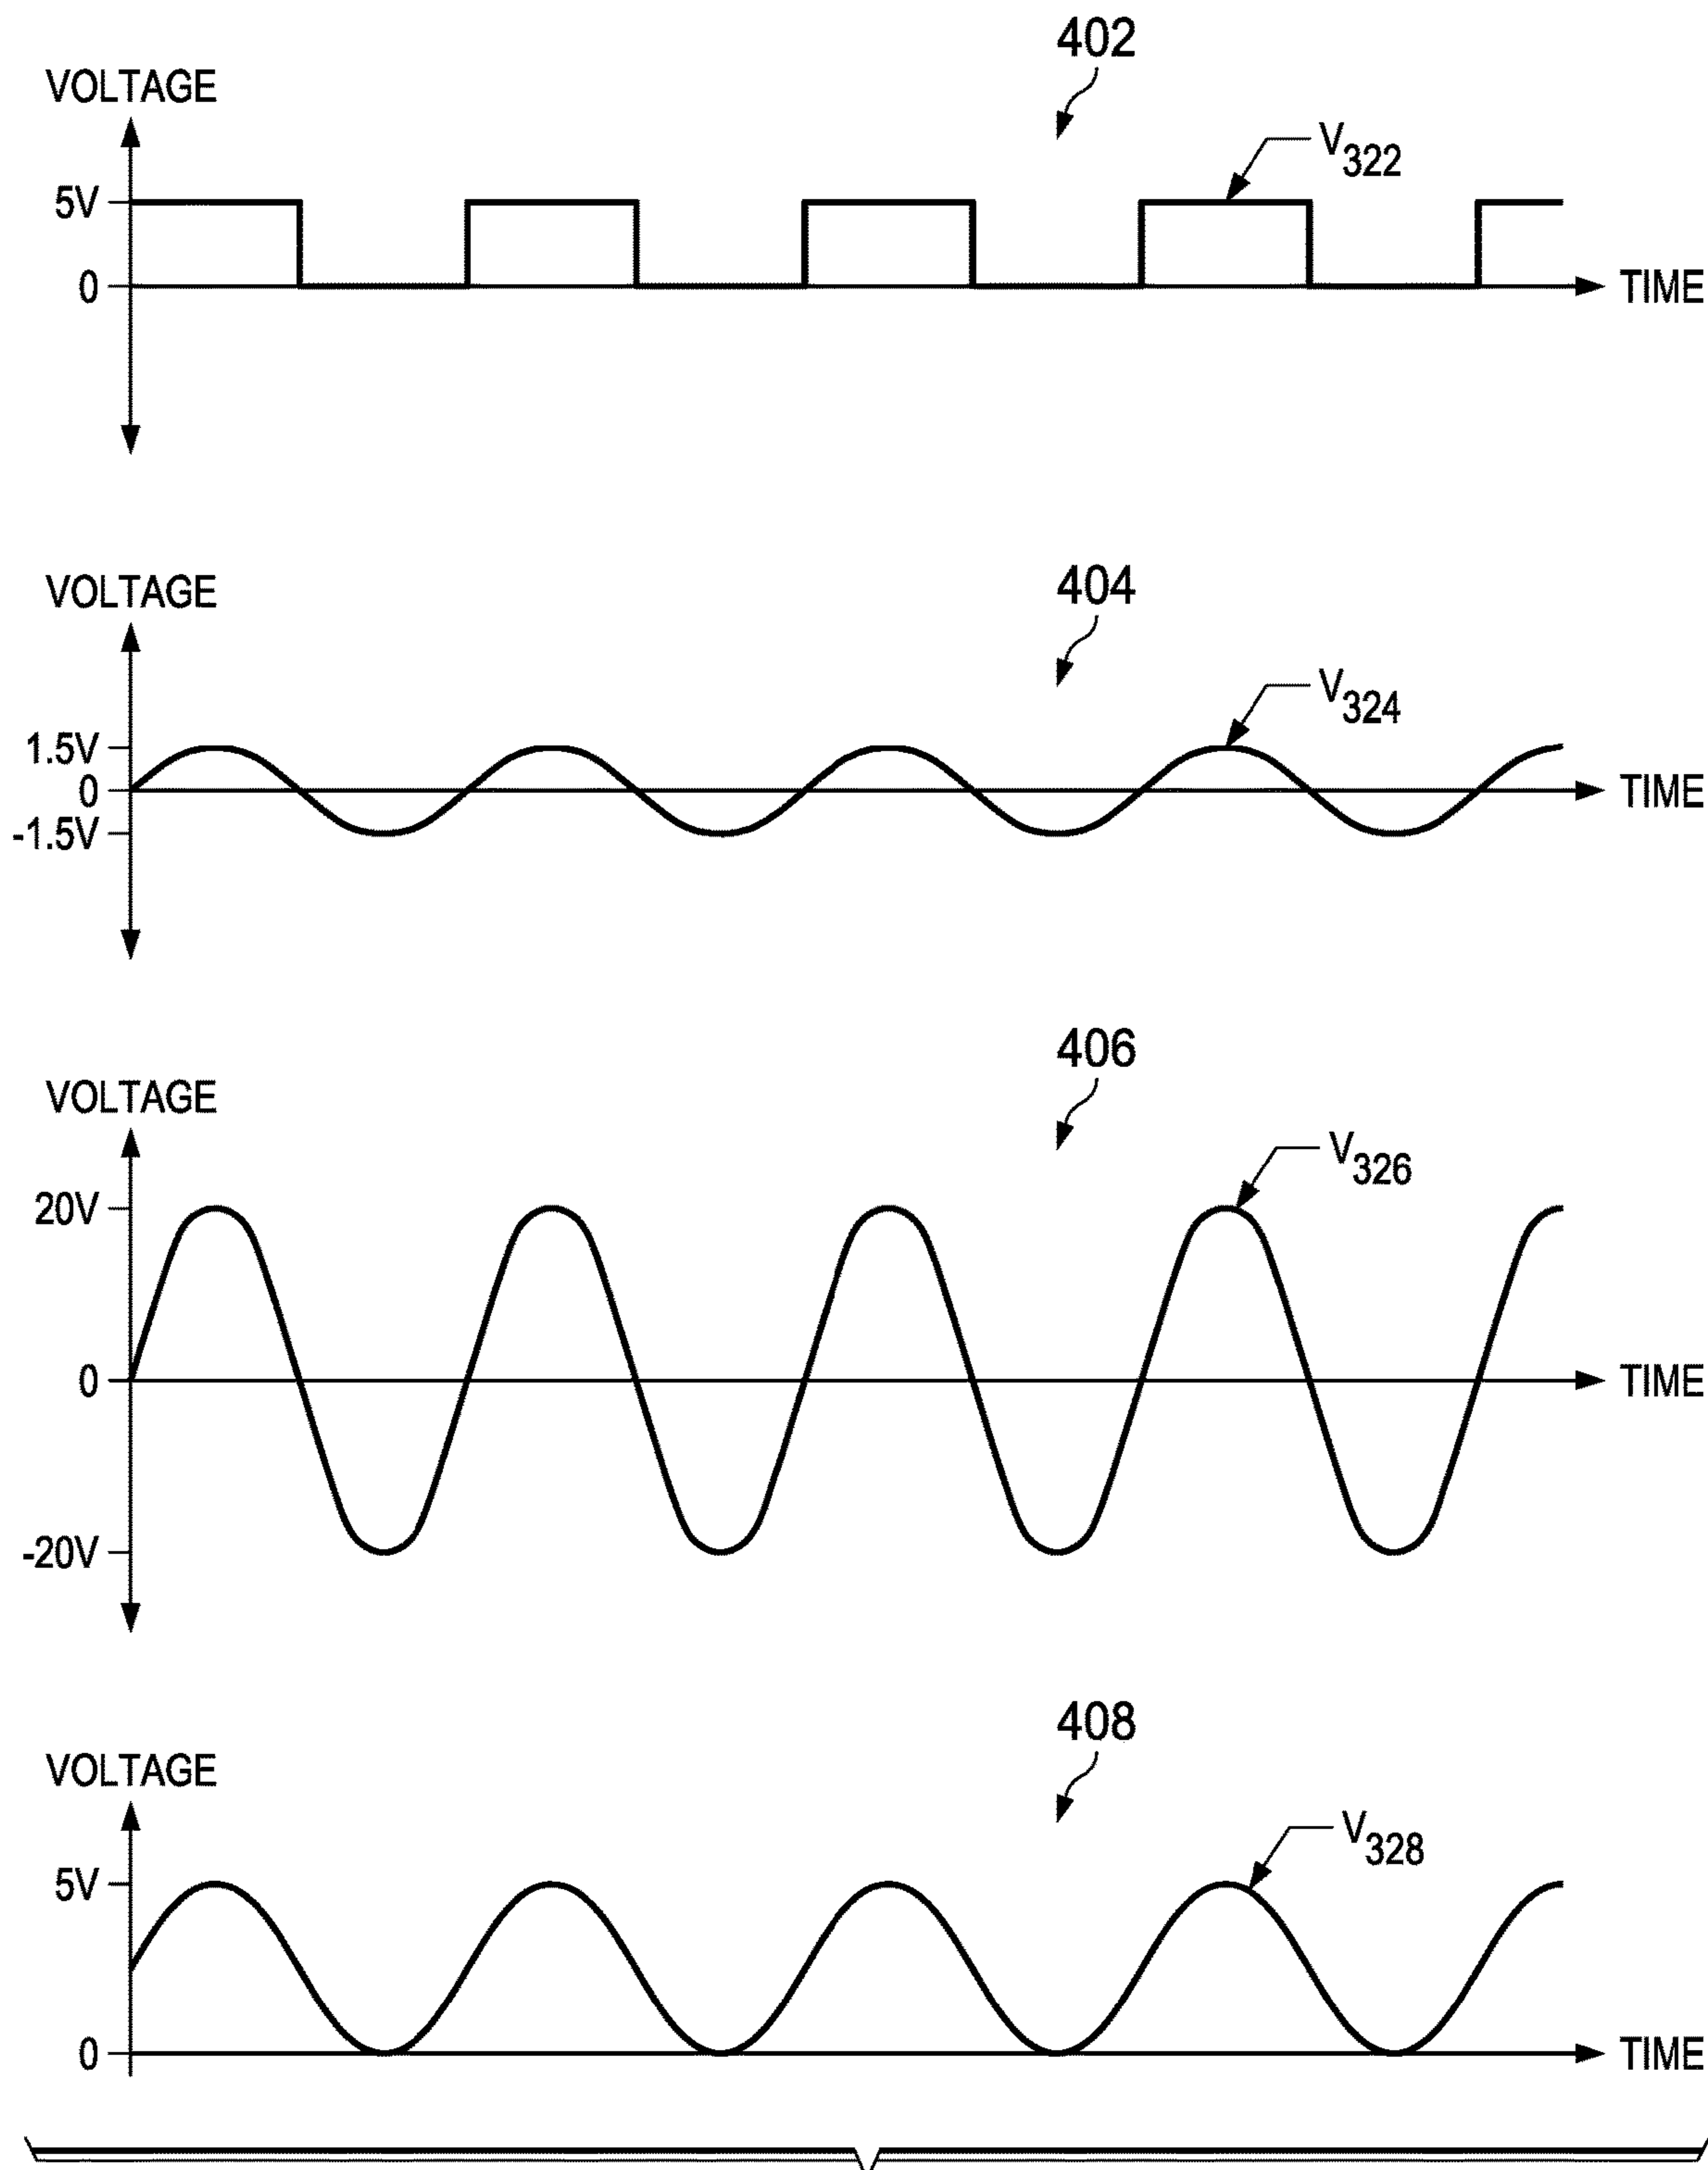 402
VOLTAGE
V322
5V
0
TIME
404
VOLTAGE
V324
1.5V
0
TIME
-1.5V
406
VOLTAGE
V326
20V
0
TIME
-20V
408
VOLTAGE
V328
5V
0
TIME